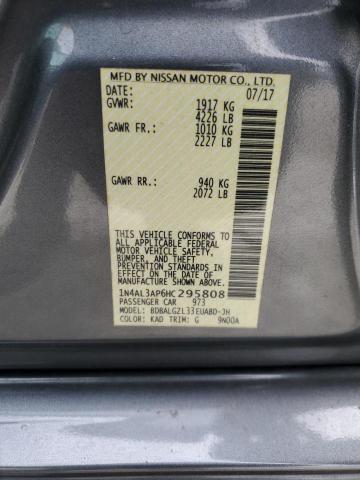 MFD BY NISSAN MOTOR CO., LTD.
DATE: 07/17
GVWR: 1917 KG
4226 LB
GAWR FR.: 1010 KG
2227 LB
GAWR RR.: 940 KG
2072 LB
THIS VEHICLE CONFORMS TO
ALL APPLICABLE FEDERAL
MOTOR VEHICLE SAFETY,
BUMPER, AND THEFT
PREVENTION STANDARDS
IN EFFECT ON THE DATE OF
MANUFACTURE SHOWN ABOVE.
1N4AL3AP6HC295808
PASSENGER CAR 973
MODEL: BDBALGZL33EUABD-JH
COLOR: KAD TRIM: G 9N00A